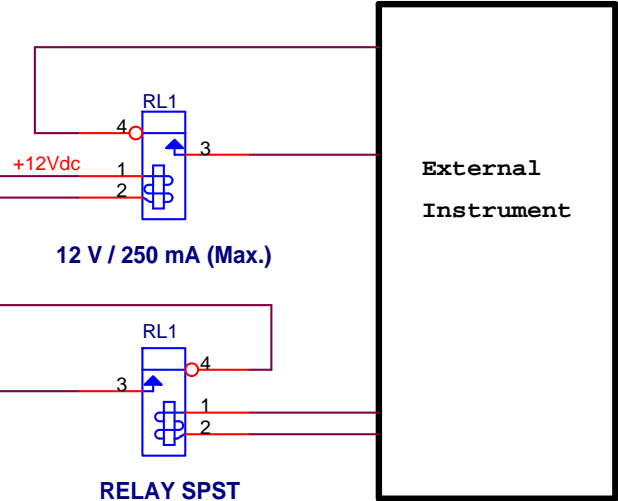 RL1
4
3
+12Vdc
1
2
External
Instrument
12 V / 250 mA (Max.)
RL1
4
3
1
2
RELAY SPST